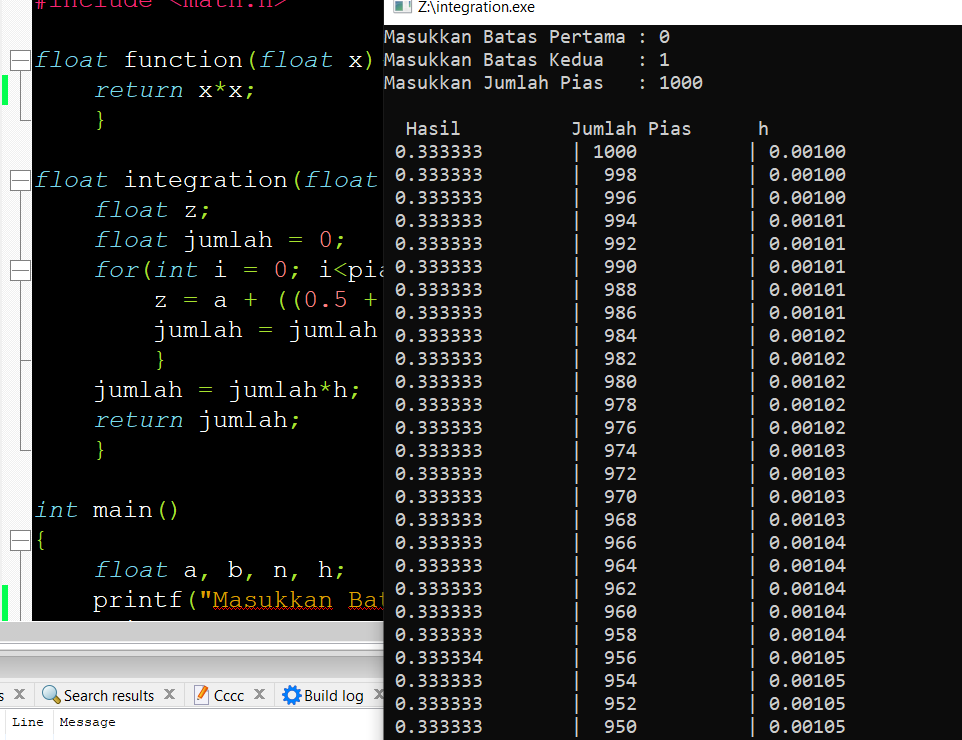 #include <math.h>
float function(float x)
return x*x;
}
float integration(float
float z;
float jumlah = 0;
for(int i = 0; i<pia
z = a + ((0.5 +
jumlah = jumlah
}
jumlah = jumlah*h;
return jumlah;
}
int main()
{
float a, b, n, h;
printf("Masukkan Bat
Search results
Cccc
Build log
Line Message
Z:\integration.exe
Masukkan Batas Pertama : 0
Masukkan Batas Kedua   : 1
Masukkan Jumlah Pias   : 1000
Hasil Jumlah Pias h
0.333333 | 1000 | 0.00100
0.333333 | 998 | 0.00100
0.333333 | 996 | 0.00100
0.333333 | 994 | 0.00101
0.333333 | 992 | 0.00101
0.333333 | 990 | 0.00101
0.333333 | 988 | 0.00101
0.333333 | 986 | 0.00101
0.333333 | 984 | 0.00102
0.333333 | 982 | 0.00102
0.333333 | 980 | 0.00102
0.333333 | 978 | 0.00102
0.333333 | 976 | 0.00102
0.333333 | 974 | 0.00103
0.333333 | 972 | 0.00103
0.333333 | 970 | 0.00103
0.333333 | 968 | 0.00103
0.333333 | 966 | 0.00104
0.333333 | 964 | 0.00104
0.333333 | 962 | 0.00104
0.333333 | 960 | 0.00104
0.333333 | 958 | 0.00104
0.333334 | 956 | 0.00105
0.333333 | 954 | 0.00105
0.333333 | 952 | 0.00105
0.333333 | 950 | 0.00105